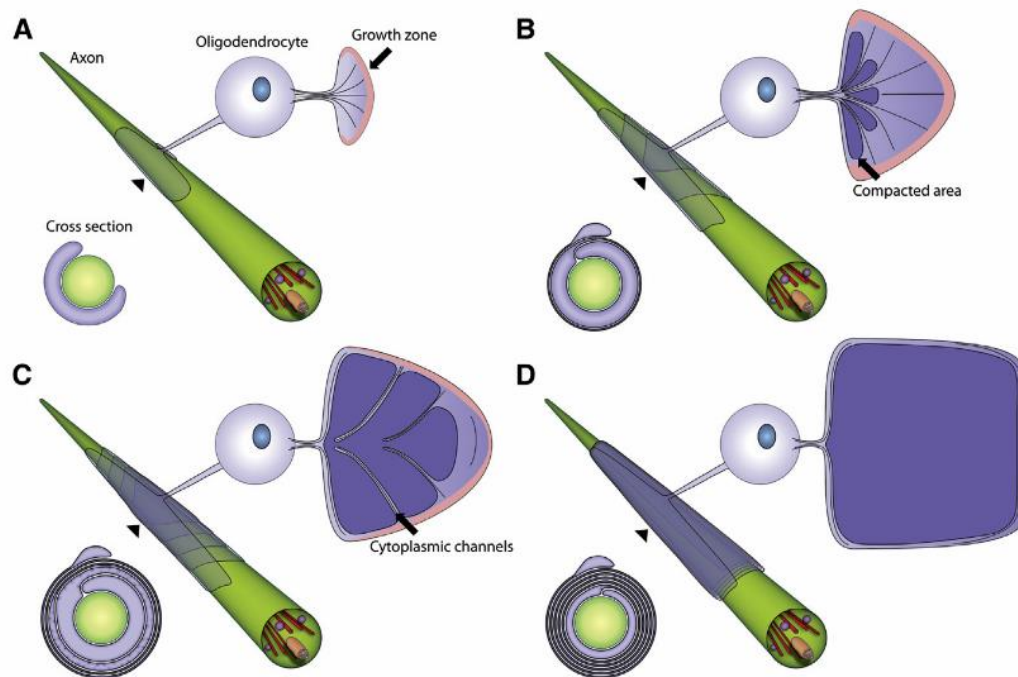 A
Axon
Oligodendrocyte
Growth zone
Cross section
B
Compacted area
C
Cytoplasmic channels
D